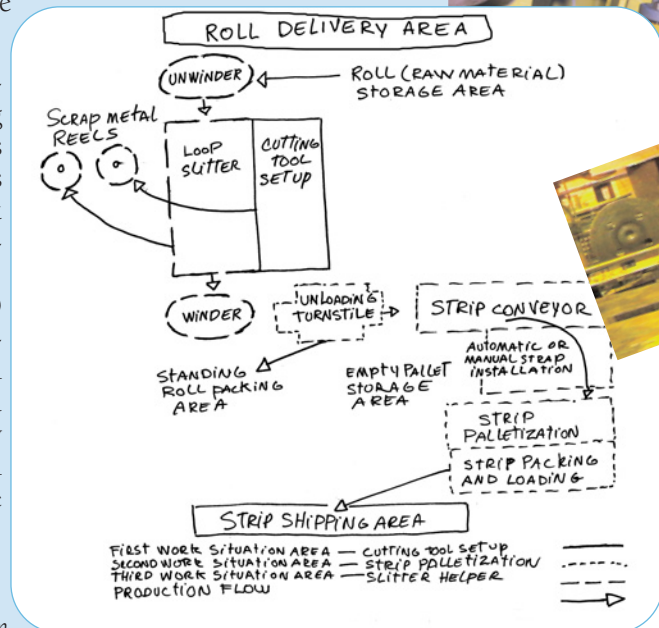 ROLL DELIVERY AREA
UNWINDER
ROLL (RAW MATERIAL)
STORAGE AREA
SCRAP METAL
REELS
LOOP
SLITTER
CUTTING
TOOL
SETUP
WINDER
UNLOADING
TURNSTILE
STRIP CONVEYOR
STANDING
ROLL PACKING
AREA
EMPTY PALLET
STORAGE
AREA
AUTOMATIC OR
MANUAL STRAP
INSTALLATION
STRIP
PALLETIZATION
STRIP PACKING
AND LOADING
STRIP SHIPPING AREA
FIRST WORK SITUATION AREA — CUTTING TOOL SETUP
SECOND WORK SITUATION AREA — STRIP PALLETIZATION
THIRD WORK SITUATION AREA — SLITTER HELPER
PRODUCTION FLOW